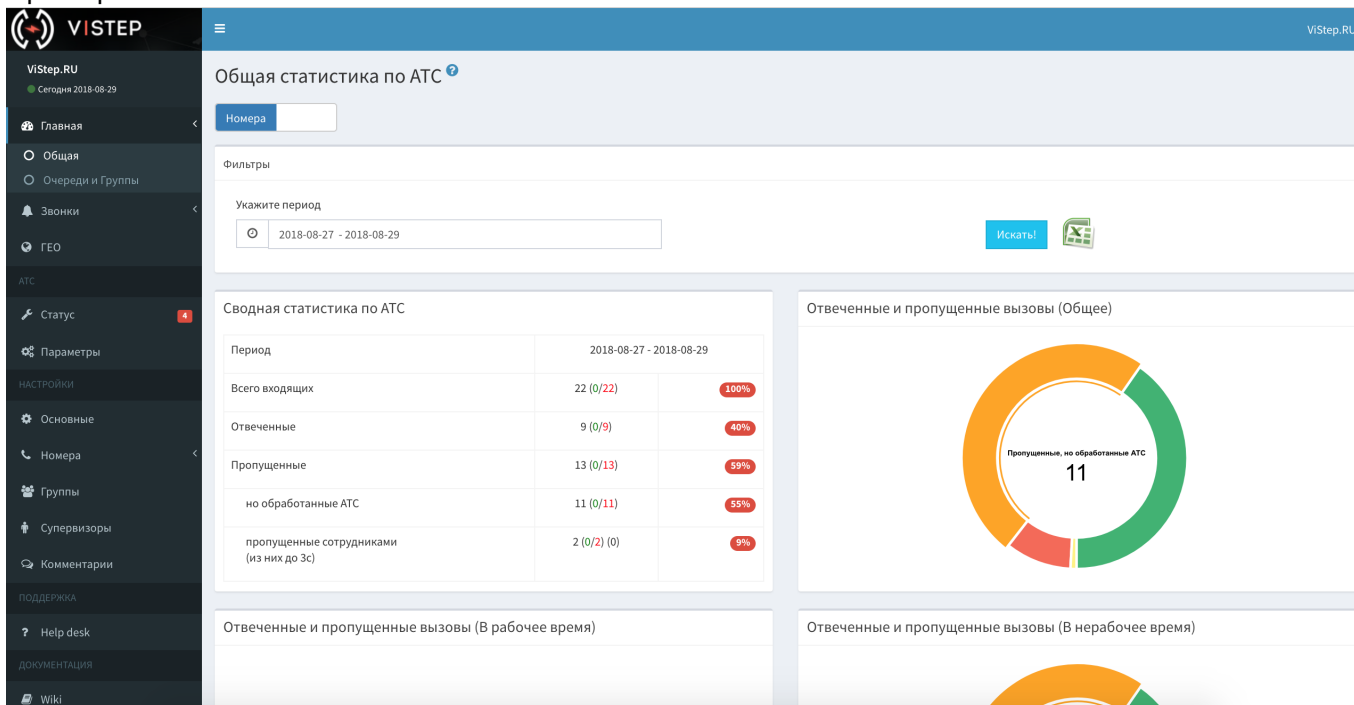 VISTEP
ViStep.RU
ViStep.RU
Сегодня 2018-08-29
Главная
Общая
Очереди и Группы
Звонки
ГЕО
АТС
Статус 4
Параметры
НАСТРОЙКИ
Основные
Номера
Группы
Супервизоры
Комментарии
ПОДДЕРЖКА
Help desk
ДОКУМЕНТАЦИЯ
Wiki
Общая статистика по АТС
Номера
Фильтры
Укажите период
2018-08-27 - 2018-08-29
Искать!
Сводная статистика по АТС
Период 2018-08-27 - 2018-08-29
Всего входящих 22 (0/22) 100%
Отвеченные 9 (0/9) 40%
Пропущенные 13 (0/13) 59%
но обработанные АТС 11 (0/11) 55%
пропущенные сотрудниками 2 (0/2) (0) 9%
(из них до 3с)
Отвеченные и пропущенные вызовы (Общее)
Пропущенные, но обработанные АТС
11
Отвеченные и пропущенные вызовы (В рабочее время)
Отвеченные и пропущенные вызовы (В нерабочее время)